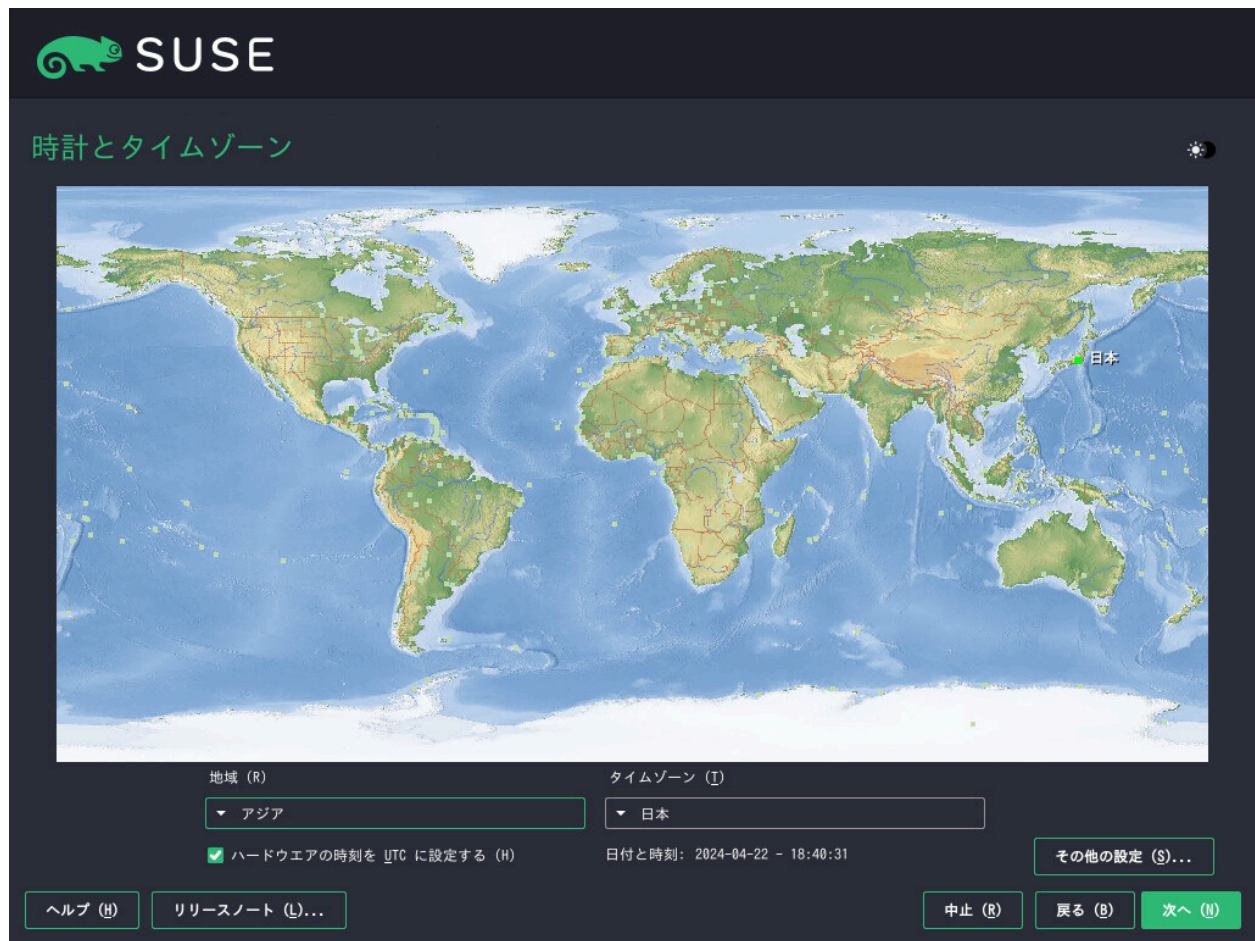 SUSE
時計とタイムゾーン
日本
地域 (R)
タイムゾーン (T)
アジア
日本
ハードウエアの時刻を UTC に設定する (H)
日付と時刻: 2024-04-22 - 18:40:31
その他の設定 (S)...
ヘルプ (H)
リリースノート (L)...
中止 (R)
戻る (B)
次へ (N)